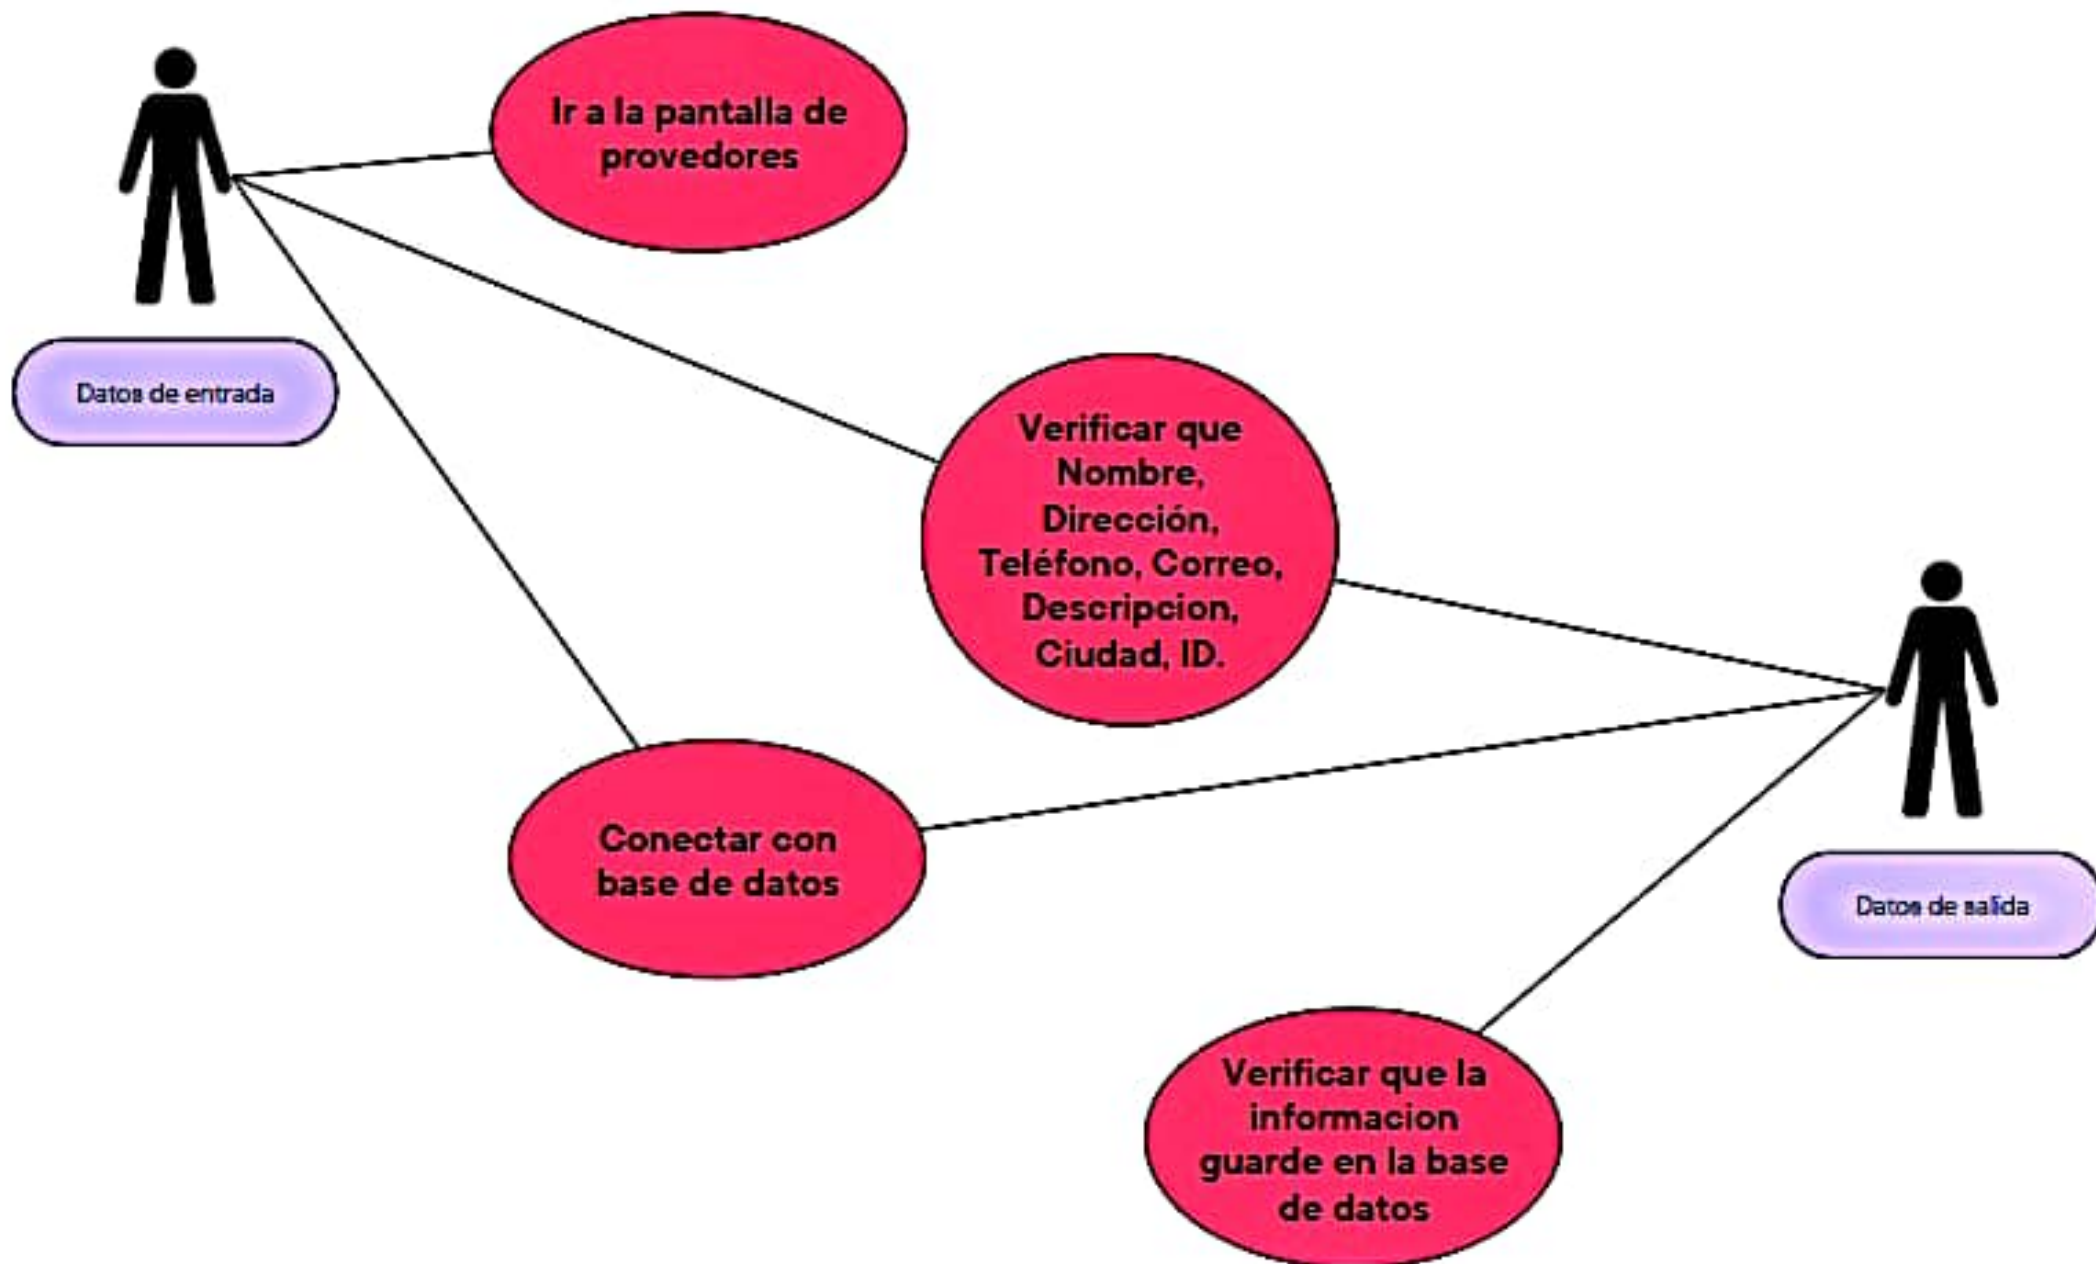 Ir a la pantalla de
provedores
Datos de entrada
Verificar que
Nombre,
Dirección,
Teléfono, Correo,
Descripcion,
Ciudad, ID.
Conectar con
base de datos
Datos de salida
Verificar que la
informacion
guarde en la base
de datos